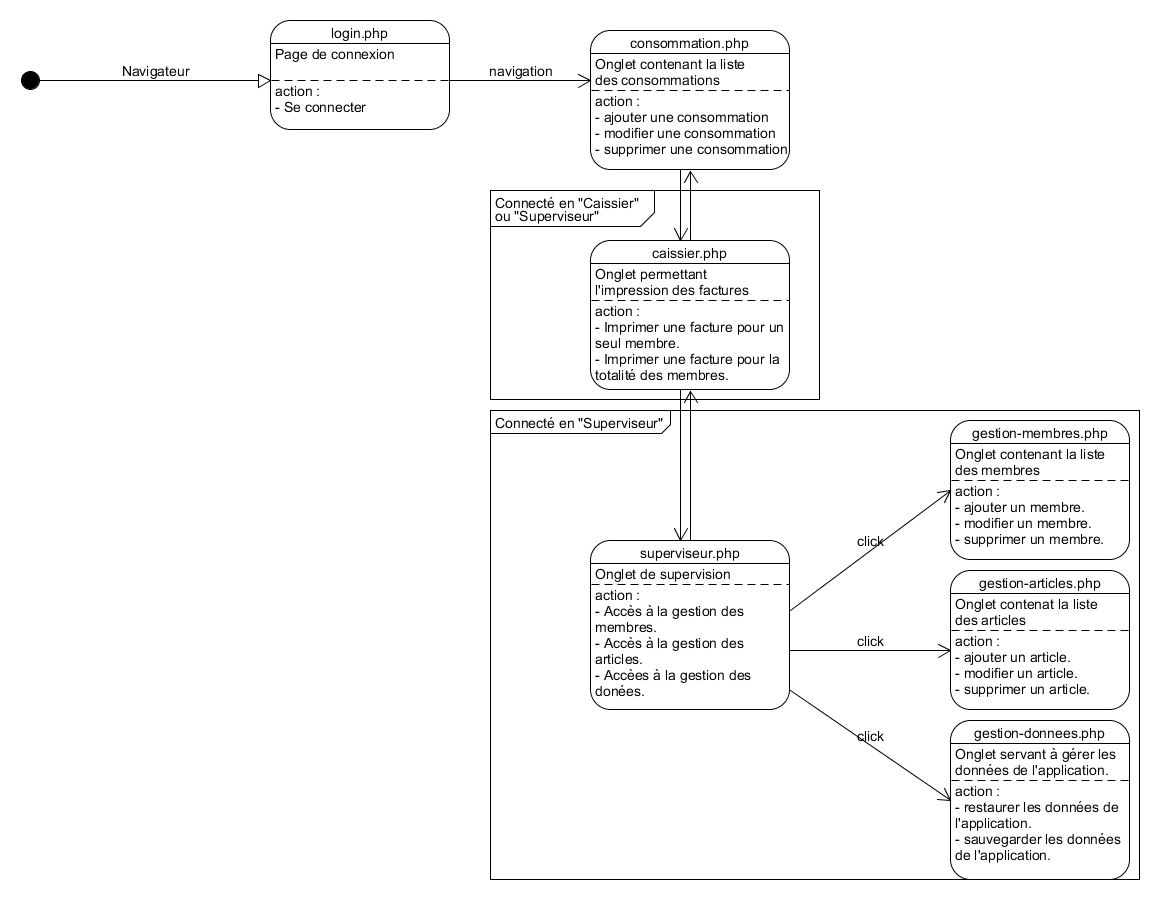 login.php
Page de connexion
action :
- Se connecter
Navigateur
navigation
consommation.php
Onglet contenant la liste
des consommations
action :
- ajouter une consommation
- modifier une consommation
- supprimer une consommation
Connecté en "Caissier"
ou "Superviseur"
caissier.php
Onglet permettant
l'impression des factures
action :
- Imprimer une facture pour un
seul membre.
- Imprimer une facture pour la
totalité des membres.
Connecté en "Superviseur"
superviseur.php
Onglet de supervision
action :
- Accès à la gestion des
membres.
- Accès à la gestion des
articles.
- Accèes à la gestion des
donées.
click
click
click
gestion-membres.php
Onglet contenant la liste
des membres
action :
- ajouter un membre.
- modifier un membre.
- supprimer un membre.
gestion-articles.php
Onglet contenat la liste
des articles
action :
- ajouter un article.
- modifier un article.
- supprimer un article.
gestion-donnees.php
Onglet servant à gérer les
données de l'application.
action :
- restaurer les données de
l'application.
- sauvegarder les données
de l'application.